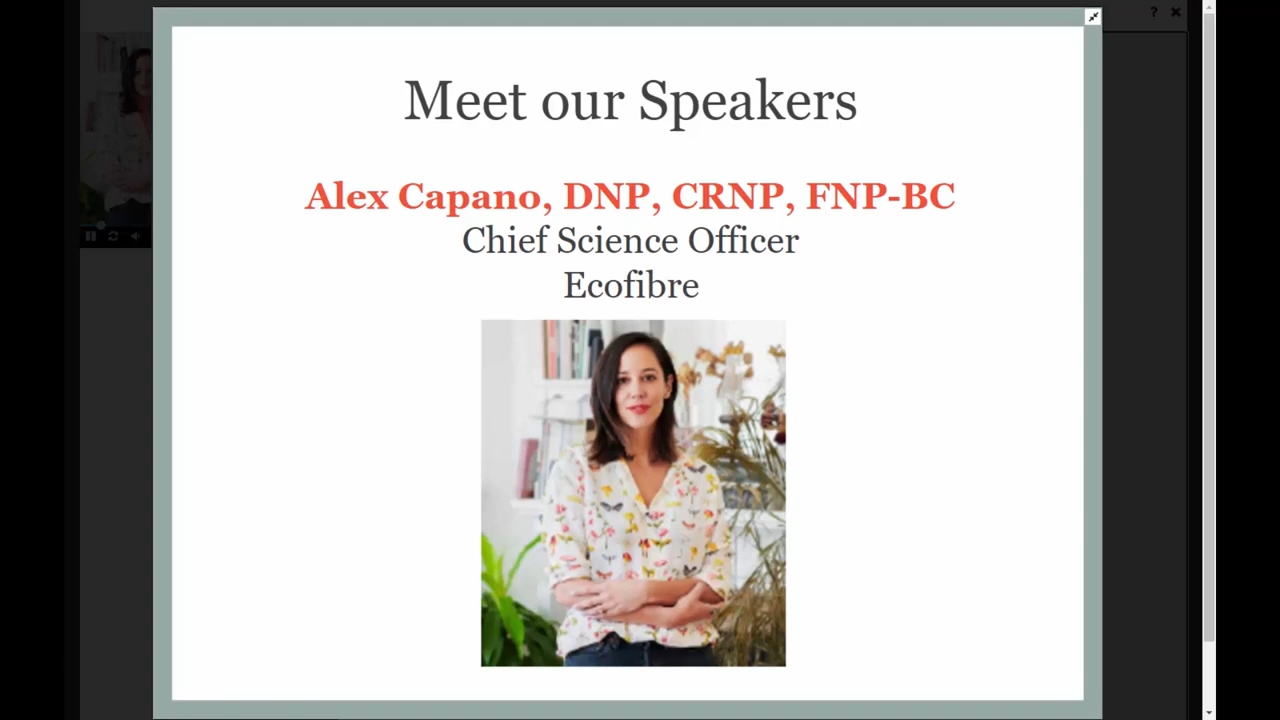 ?
Meet our Speakers
Alex Capano, DNP, CRNP, FNP-BC
Chief Science Officer
Ecofibre